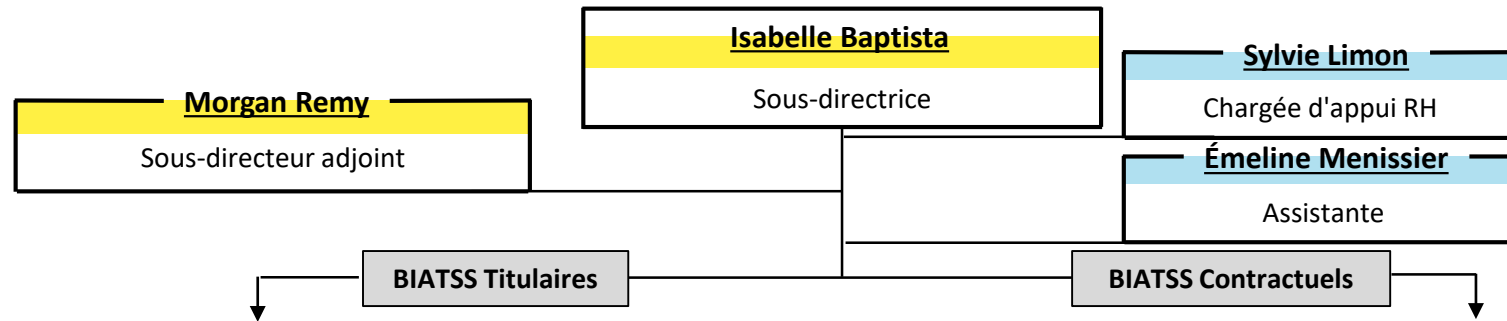 Isabelle Baptista
Sous-directrice
Sylvie Limon
Chargée d'appui RH
Morgan Remy
Sous-directeur adjoint
Émeline Menissier
Assistante
BIATSS Titulaires
BIATSS Contractuels